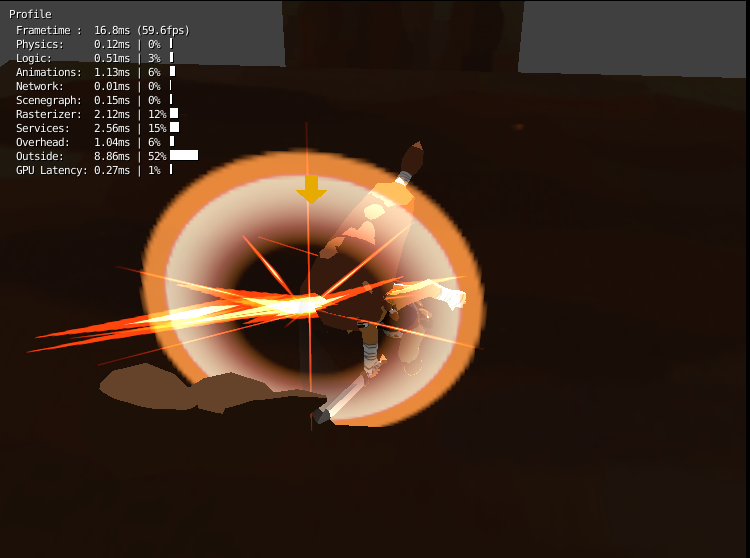 Profile
Frametime : 16.8ms (59.6fps)
Physics: 0.12ms | 0%
Logic: 0.51ms | 3%
Animations: 1.13ms | 6%
Network: 0.01ms | 0%
Scenegraph: 0.15ms | 0%
Rasterizer: 2.12ms | 12%
Services: 2.56ms | 15%
Overhead: 1.04ms | 6%
Outside: 8.86ms | 52%
GPU Latency: 0.27ms | 1%